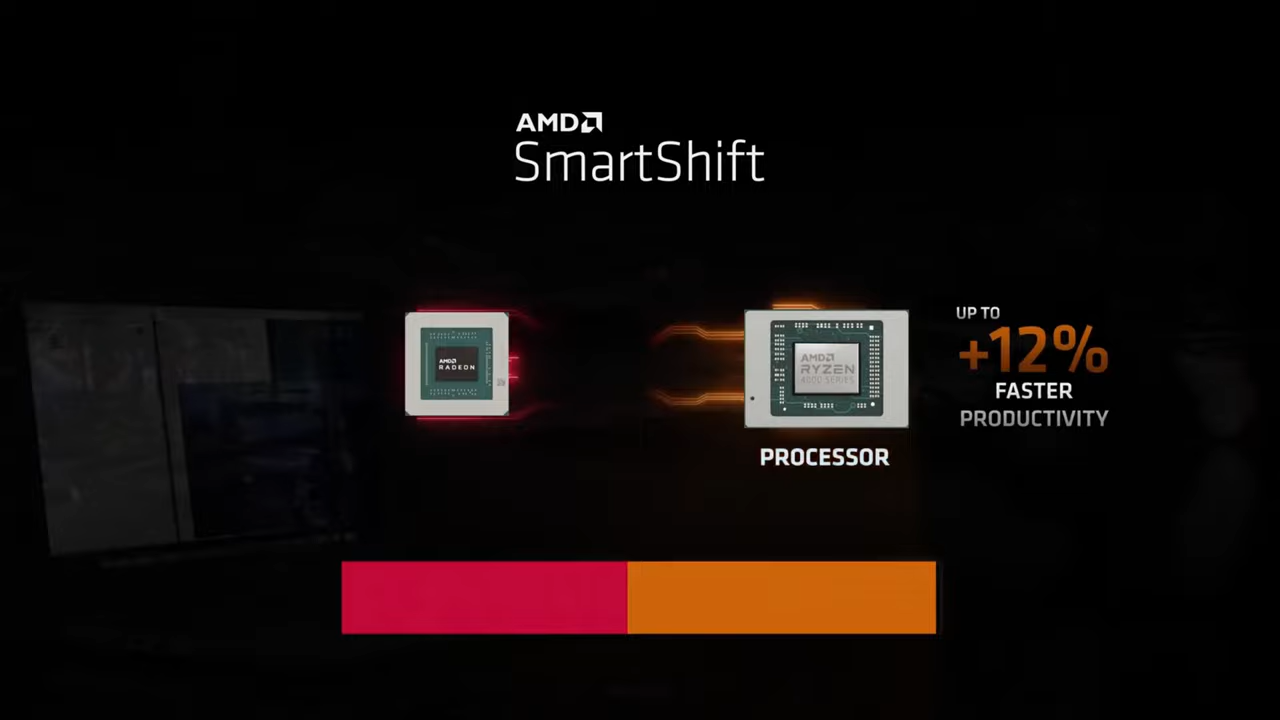 AMD
SmartShift
AMD
RADEON
AMD
RYZEN
4000 SERIES
PROCESSOR
UP TO
+12%
FASTER
PRODUCTIVITY